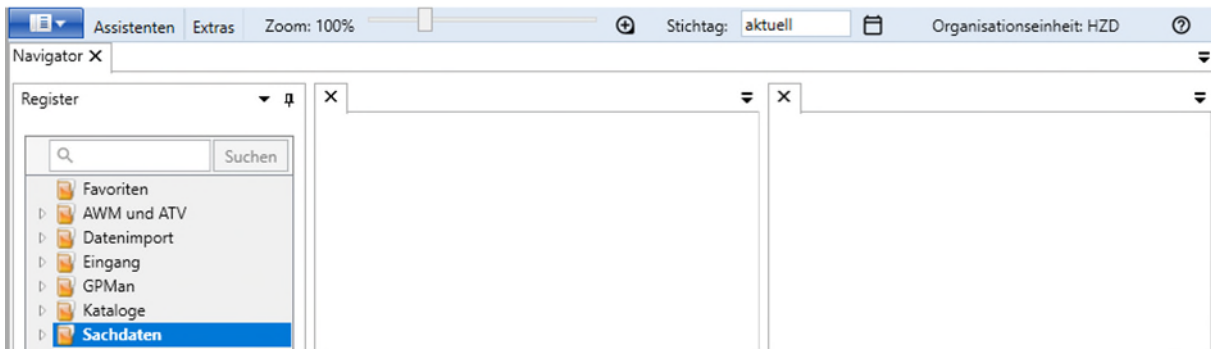 Assistenten Extras Zoom: 100% Stichtag: aktuell Organisationseinheit: HZD
Navigator
Register
Suchen
Favoriten
AWM und ATV
Datenimport
Eingang
GPMan
Kataloge
Sachdaten